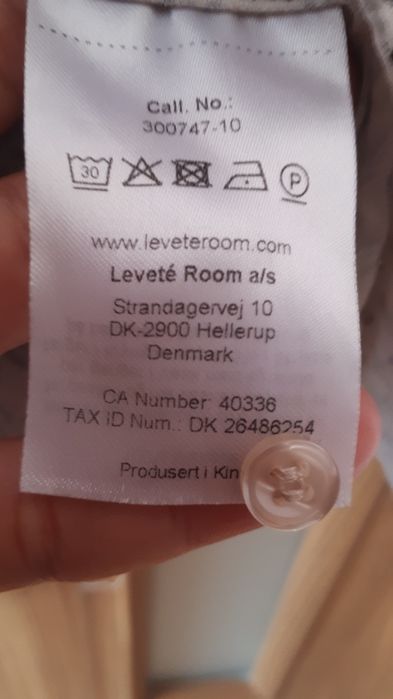 Call. No.:
300747-10
30
P
www.leveteroom.com
Leveté Room a/s
Strandagervej 10
DK-2900 Hellerup
Denmark
CA Number: 40336
TAX ID Num.: DK 26486254
Produsert i